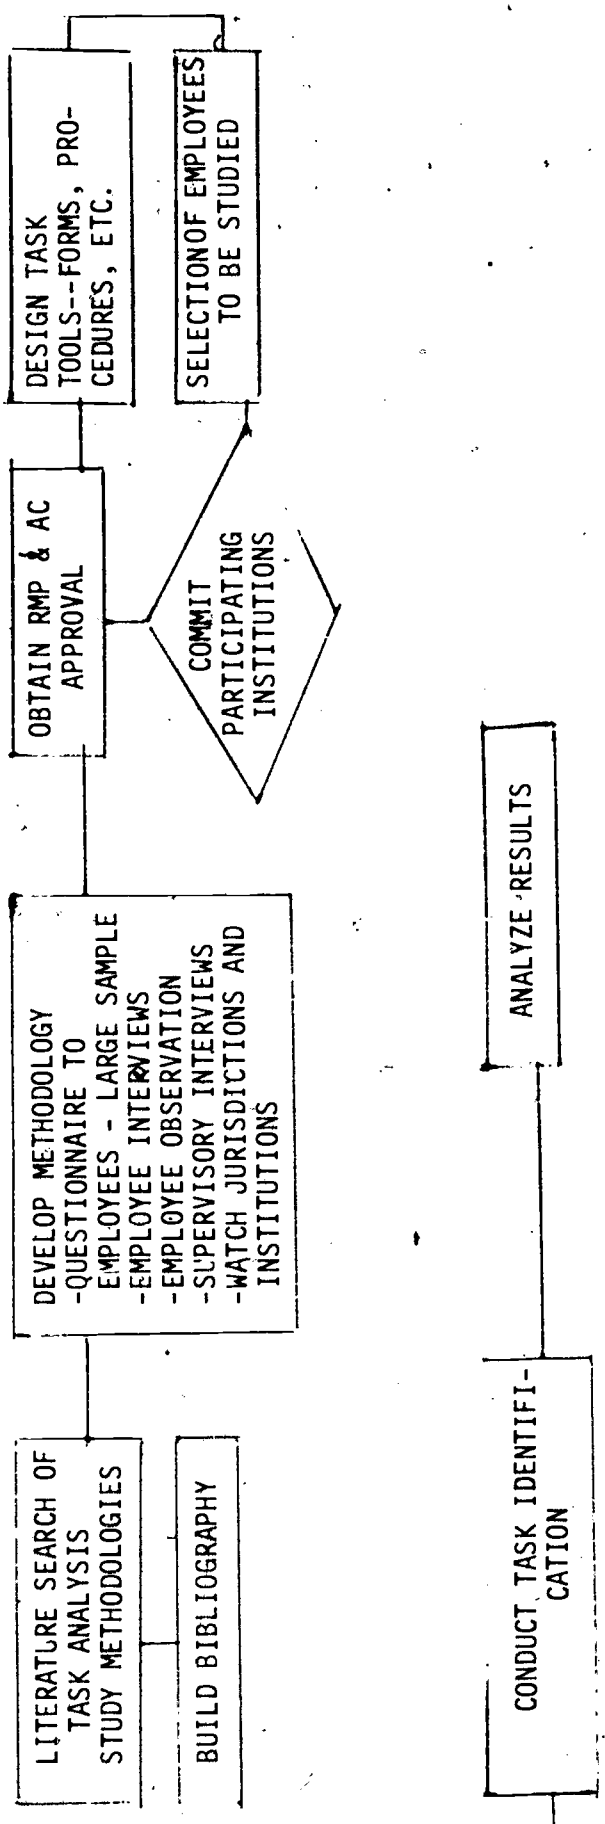 LITERATURE SEARCH OF
TASK ANALYSIS
STUDY METHODOLOGIES
BUILD BIBLIOGRAPHY
DEVELOP METHODOLOGY
-QUESTIONNAIRE TO
EMPLOYEES - LARGE SAMPLE
-EMPLOYEE INTERVIEWS
-EMPLOYEE OBSERVATION
-SUPERVISORY INTERVIEWS
-WATCH JURISDICTIONS AND
INSTITUTIONS
OBTAIN RMP & AC
APPROVAL
COMMIT
PARTICIPATING
INSTITUTIONS
DESIGN TASK
TOOLS--FORMS, PRO-
CEDURES, ETC.
SELECTION OF EMPLOYEES
TO BE STUDIED
CONDUCT TASK IDENTIFI-
CATION
ANALYZE RESULTS